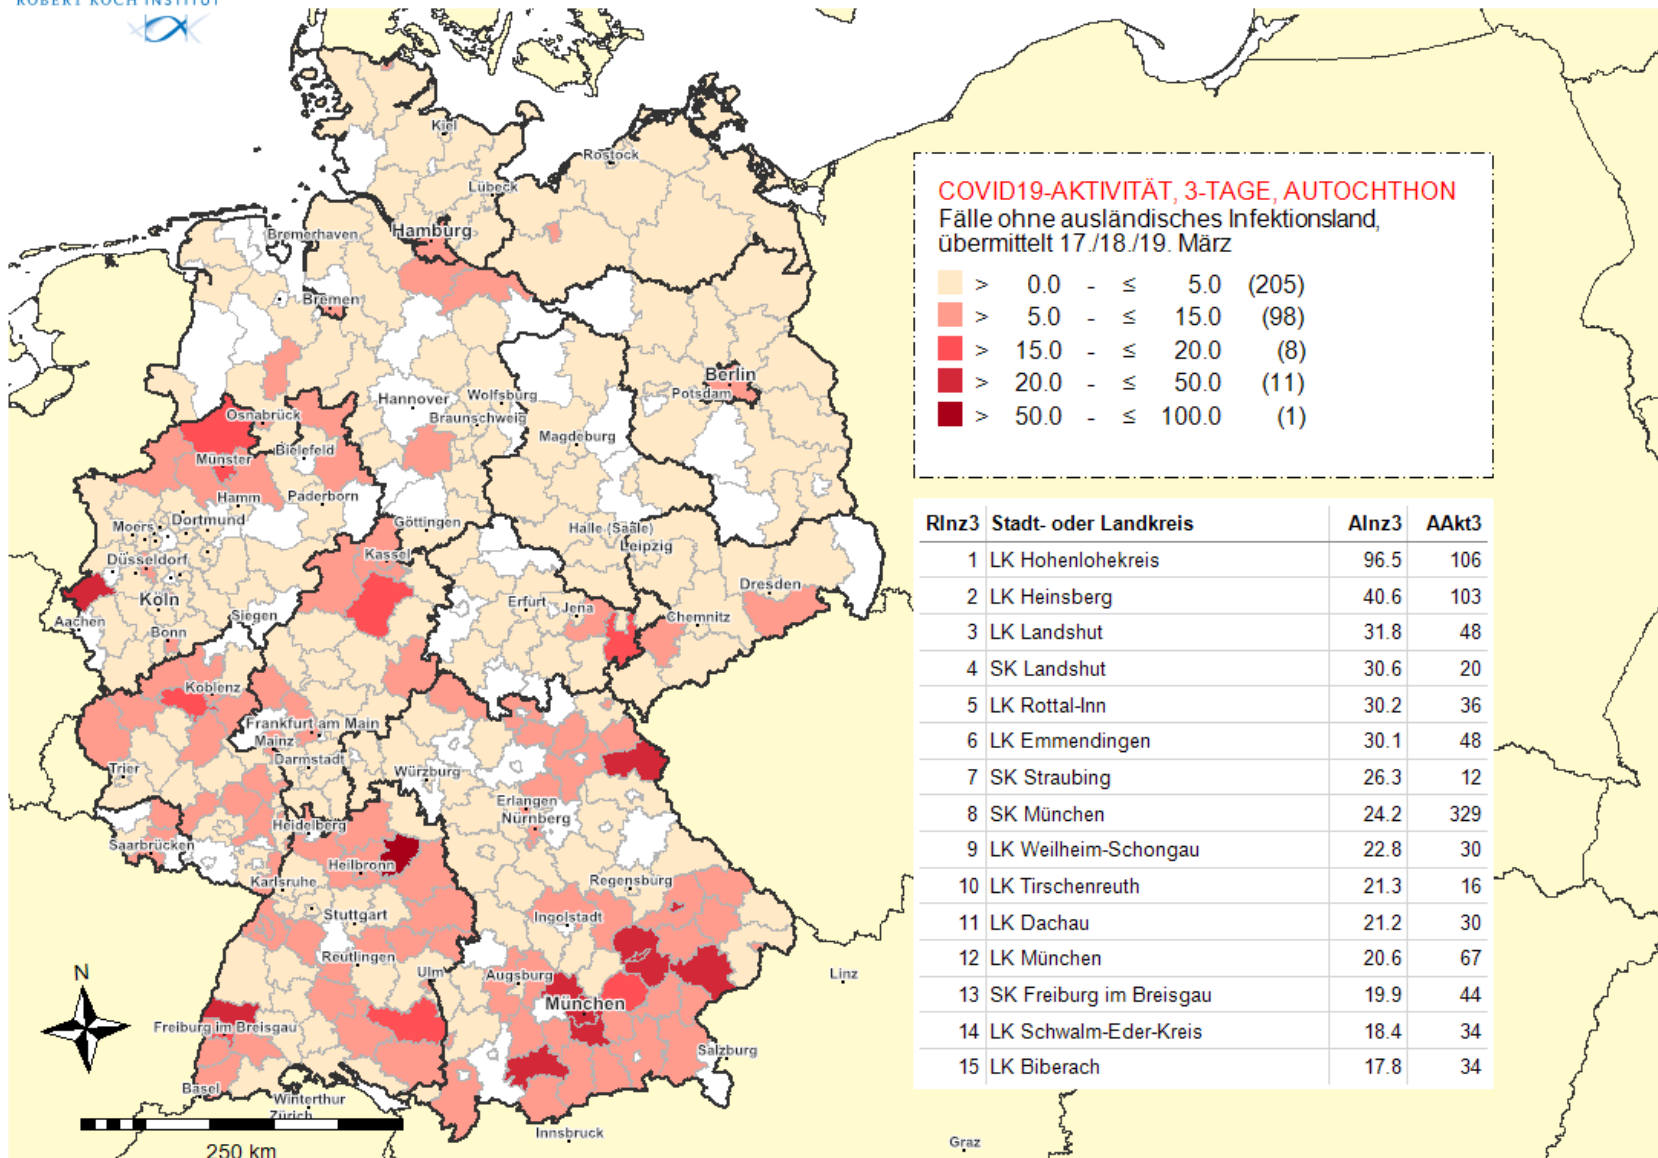 ROBERT KOCH INSTITUT
COVID19-AKTIVITÄT, 3-TAGE, AUTOCHTHON
Fälle ohne ausländisches Infektionsland,
übermittelt 17./18./19. März
> 0.0 - ≤ 5.0 (205)
> 5.0 - ≤ 15.0 (98)
> 15.0 - ≤ 20.0 (8)
> 20.0 - ≤ 50.0 (11)
> 50.0 - ≤ 100.0 (1)
RInz3 Stadt- oder Landkreis AInz3 AAkt3
1 LK Hohenlohekreis 96.5 106
2 LK Heinsberg 40.6 103
3 LK Landshut 31.8 48
4 SK Landshut 30.6 20
5 LK Rottal-Inn 30.2 36
6 LK Emmendingen 30.1 48
7 SK Straubing 26.3 12
8 SK München 24.2 329
9 LK Weilheim-Schongau 22.8 30
10 LK Tirschenreuth 21.3 16
11 LK Dachau 21.2 30
12 LK München 20.6 67
13 SK Freiburg im Breisgau 19.9 44
14 LK Schwalm-Eder-Kreis 18.4 34
15 LK Biberach 17.8 34
Kiel
Rostock
Lübeck
Bremerhaven
Hamburg
Bremen
Berlin
Potsdam
Hannover
Wolfsburg
Braunschweig
Osnabrück
Magdeburg
Bielefeld
Münster
Hamm
Paderborn
Moers
Dortmund
Göttingen
Halle (Saale)
Leipzig
Düsseldorf
Kassel
Dresden
Köln
Erfurt
Jena
Chemnitz
Aachen
Siegen
Bonn
Koblenz
Frankfurt am Main
Mainz
Trier
Darmstadt
Würzburg
Erlangen
Nürnberg
Heidelberg
Saarbrücken
Heilbronn
Karlsruhe
Regensburg
Stuttgart
Ingolstadt
Reutlingen
Ulm
Augsburg
Linz
München
Freiburg im Breisgau
Salzburg
Basel
Winterthur
Zürich
Innsbruck
Graz
N
250 km